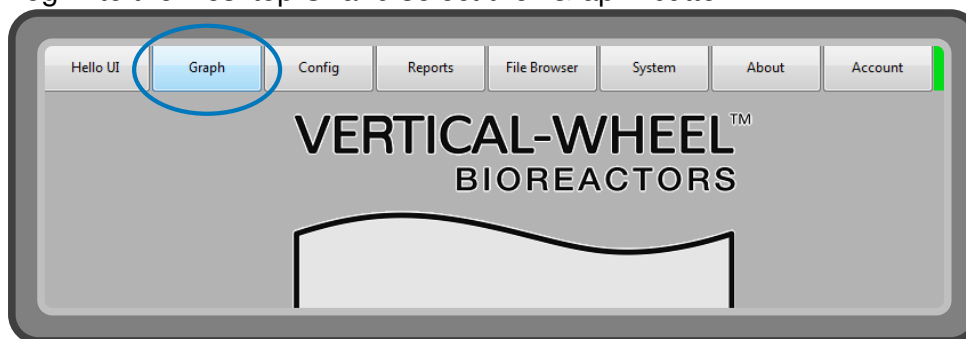 Hello UI Graph Config Reports File Browser System About Account
VERTICAL-WHEEL™
BIOREACTORS